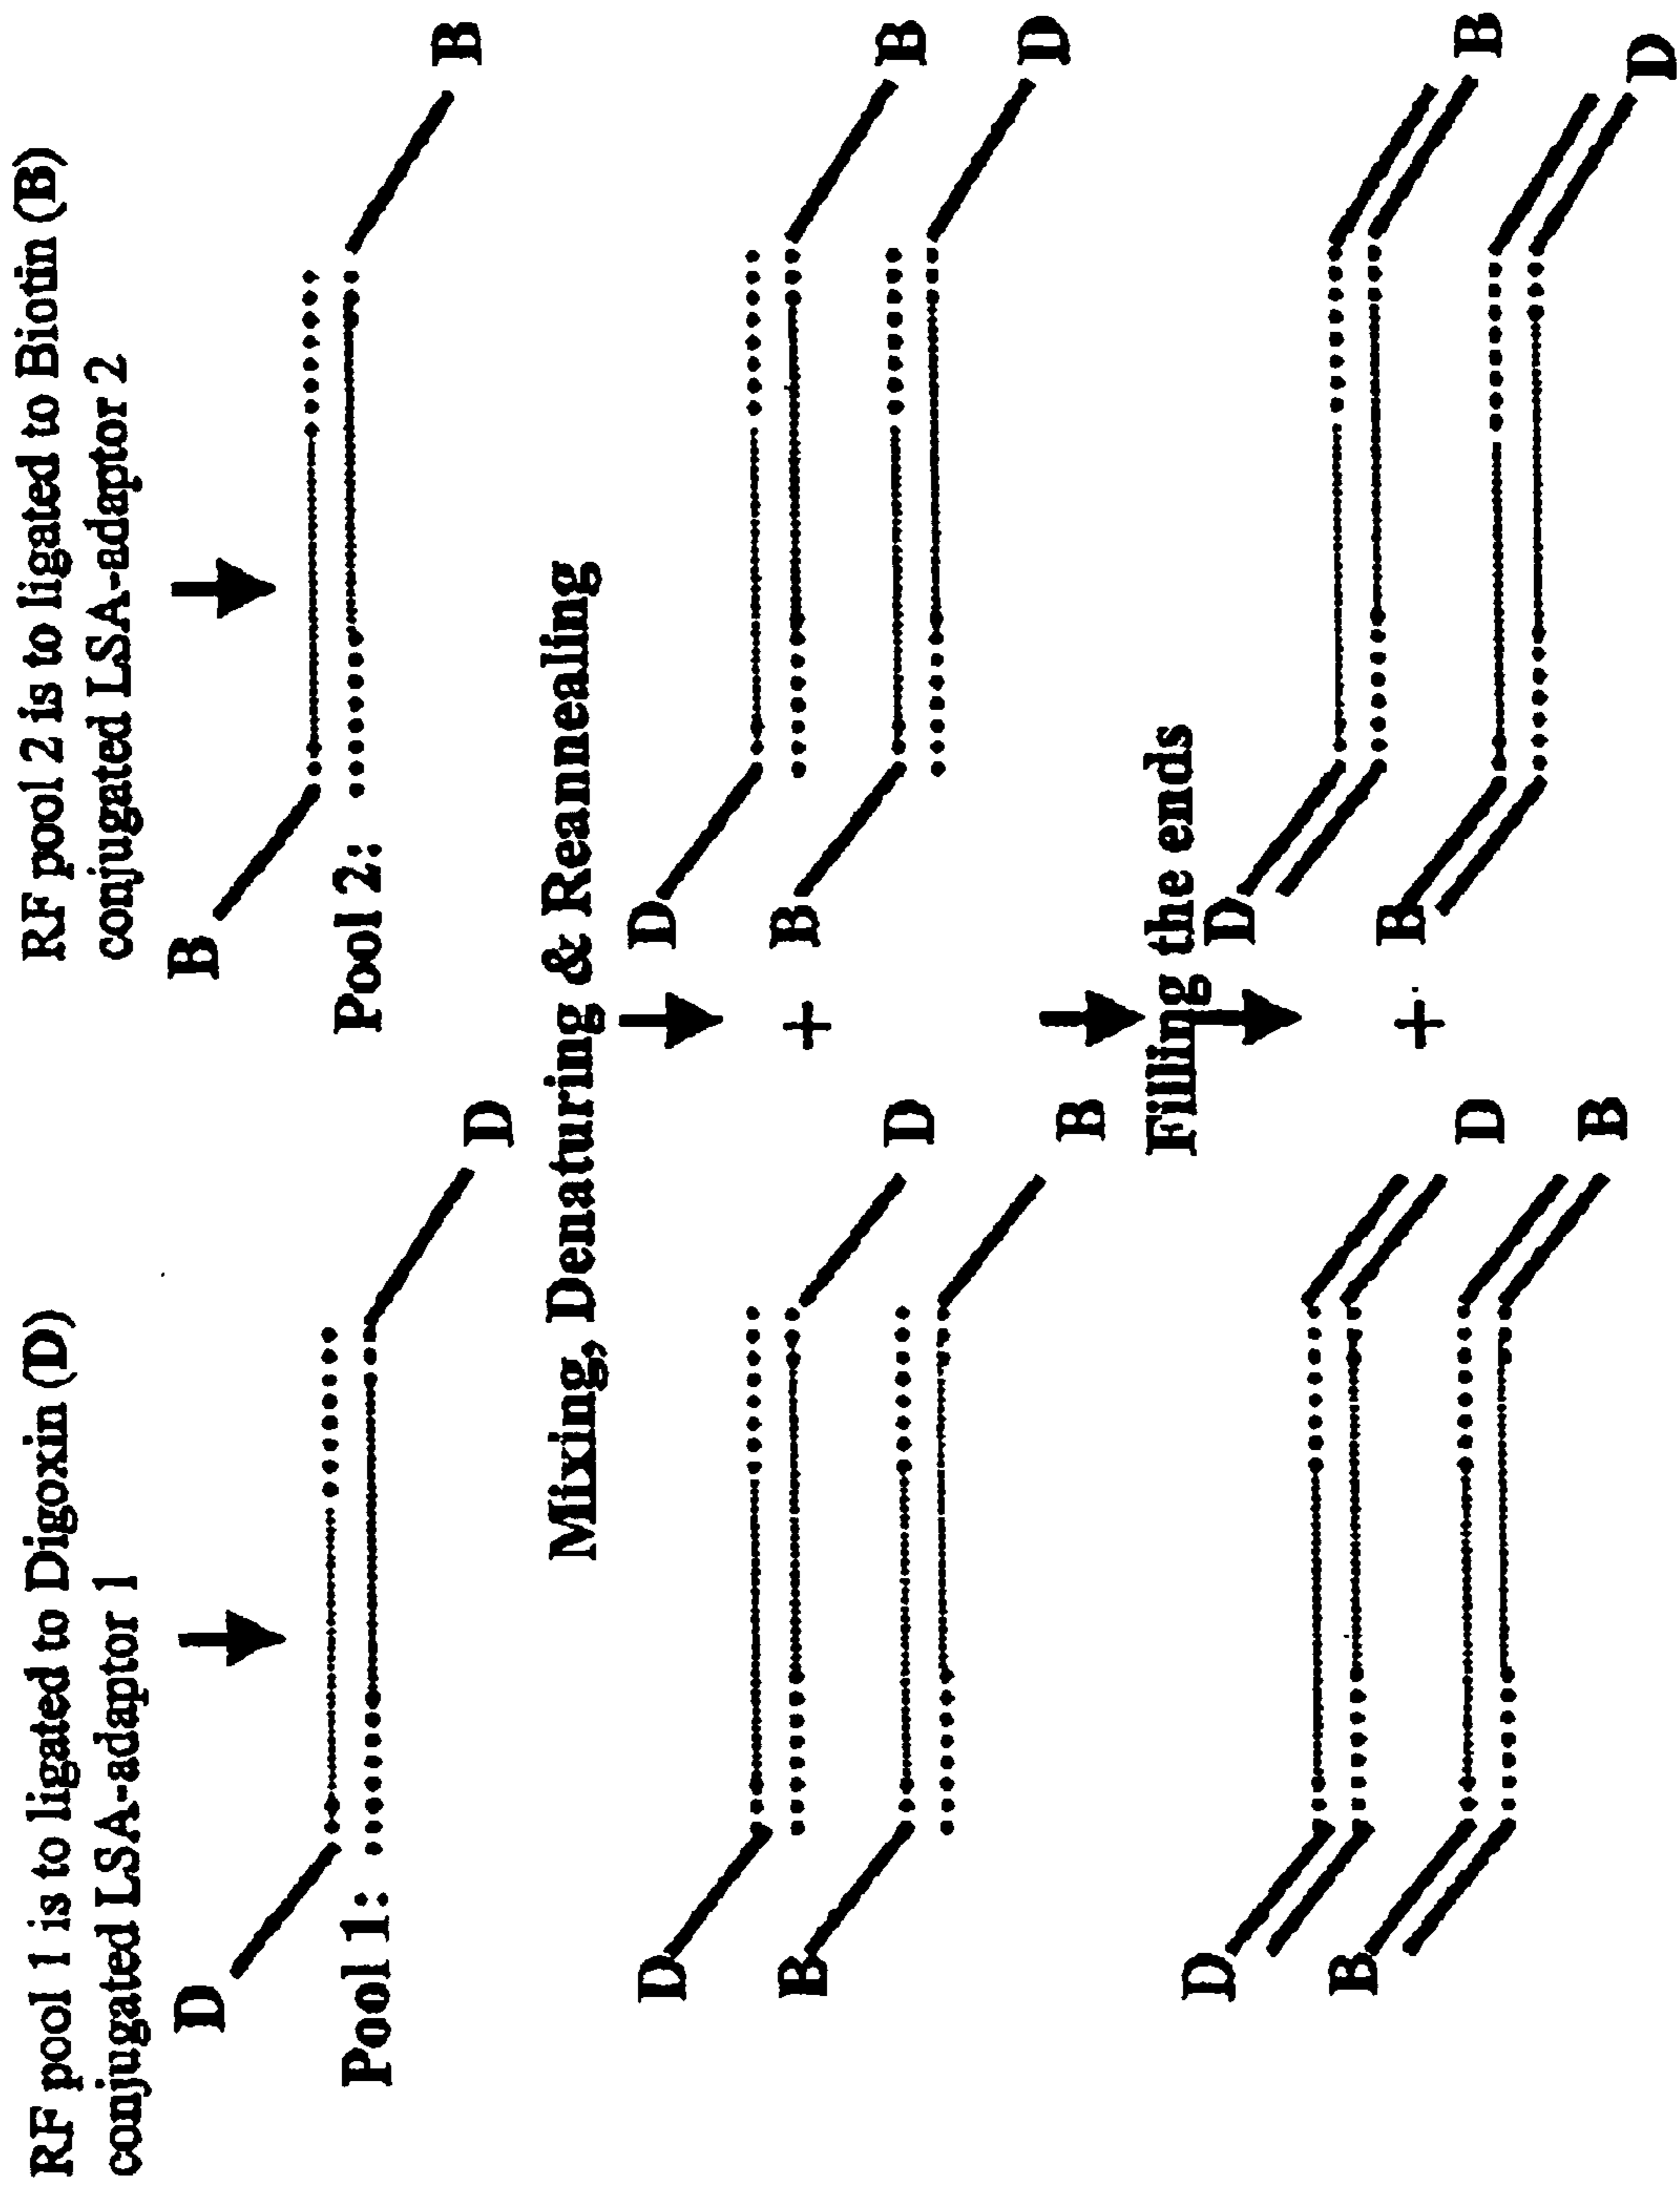 RF pool 1 is to ligated to Digoxin (D)
conjugated LSA-adaptor 1
RF pool 2 is to ligated to Biotin (B)
conjugated LSA-adaptor 2
D
B
Pool 1:
D
Pool 2:
B
Mixing, Denaturing & Reannealing
D
D
+
D
B
B
B
B
D
Filling the ends
D
D
+
D
B
B
B
B
D